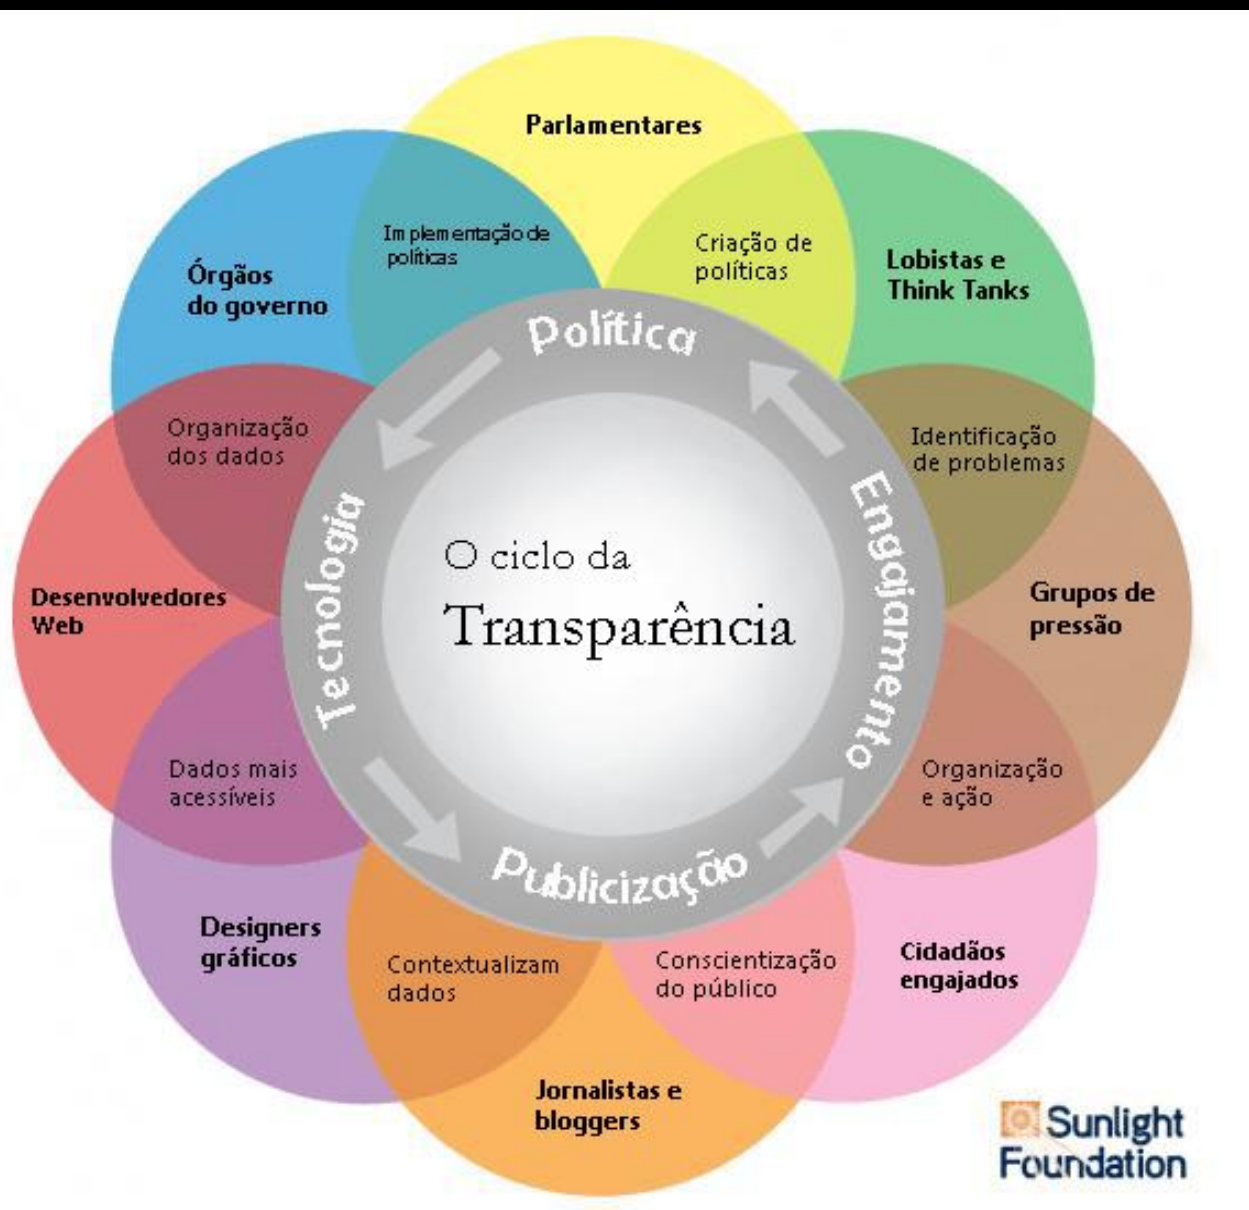 Parlamentares
Implementação de
políticas
Criação de
políticas
Órgãos
do governo
Lobistas e
Think Tanks
Política
Organização
dos dados
Identificação
de problemas
Tecnologia
O ciclo da
Transparência
Engajamento
Desenvolvedores
Web
Grupos de
pressão
Dados mais
acessíveis
Organização
e ação
Publicização
Designers
gráficos
Contextualizam
dados
Conscientização
do público
Cidadãos
engajados
Jornalistas e
bloggers
Sunlight
Foundation